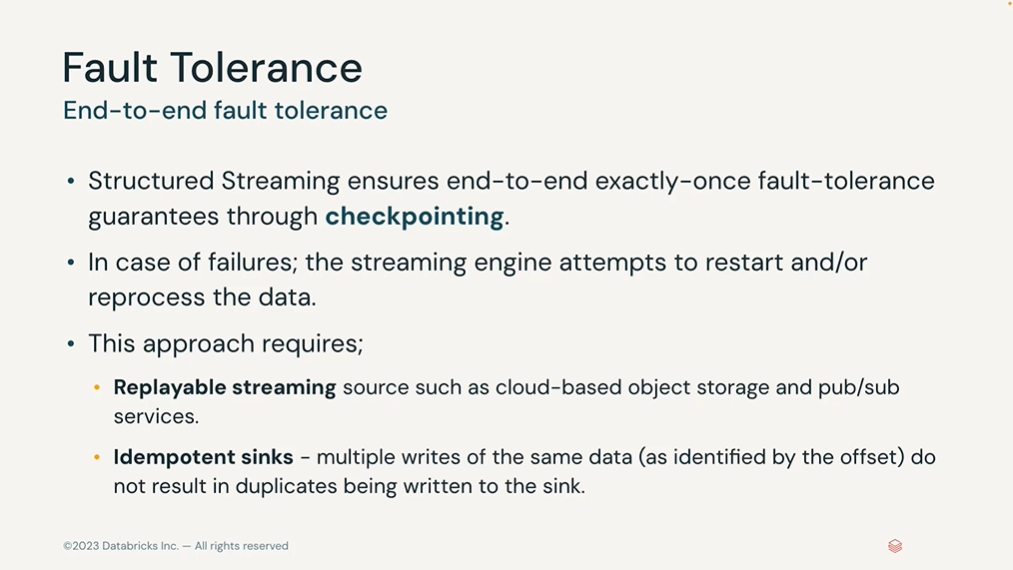 Fault Tolerance
End-to-end fault tolerance
• Structured Streaming ensures end-to-end exactly-once fault-tolerance
guarantees through checkpointing.
• In case of failures; the streaming engine attempts to restart and/or
reprocess the data.
• This approach requires;
• Replayable streaming source such as cloud-based object storage and pub/sub
services.
• Idempotent sinks - multiple writes of the same data (as identified by the offset) do
not result in duplicates being written to the sink.
©2023 Databricks Inc. — All rights reserved